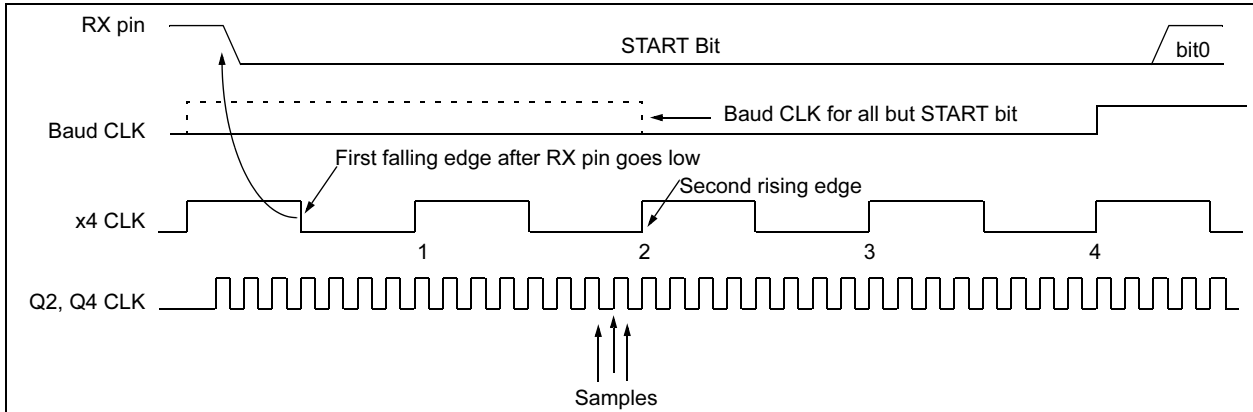 RX pin
START Bit
bit0
Baud CLK for all but START bit
Baud CLK
First falling edge after RX pin goes low
Second rising edge
x4 CLK
1 2 3 4
Q2, Q4 CLK
Samples